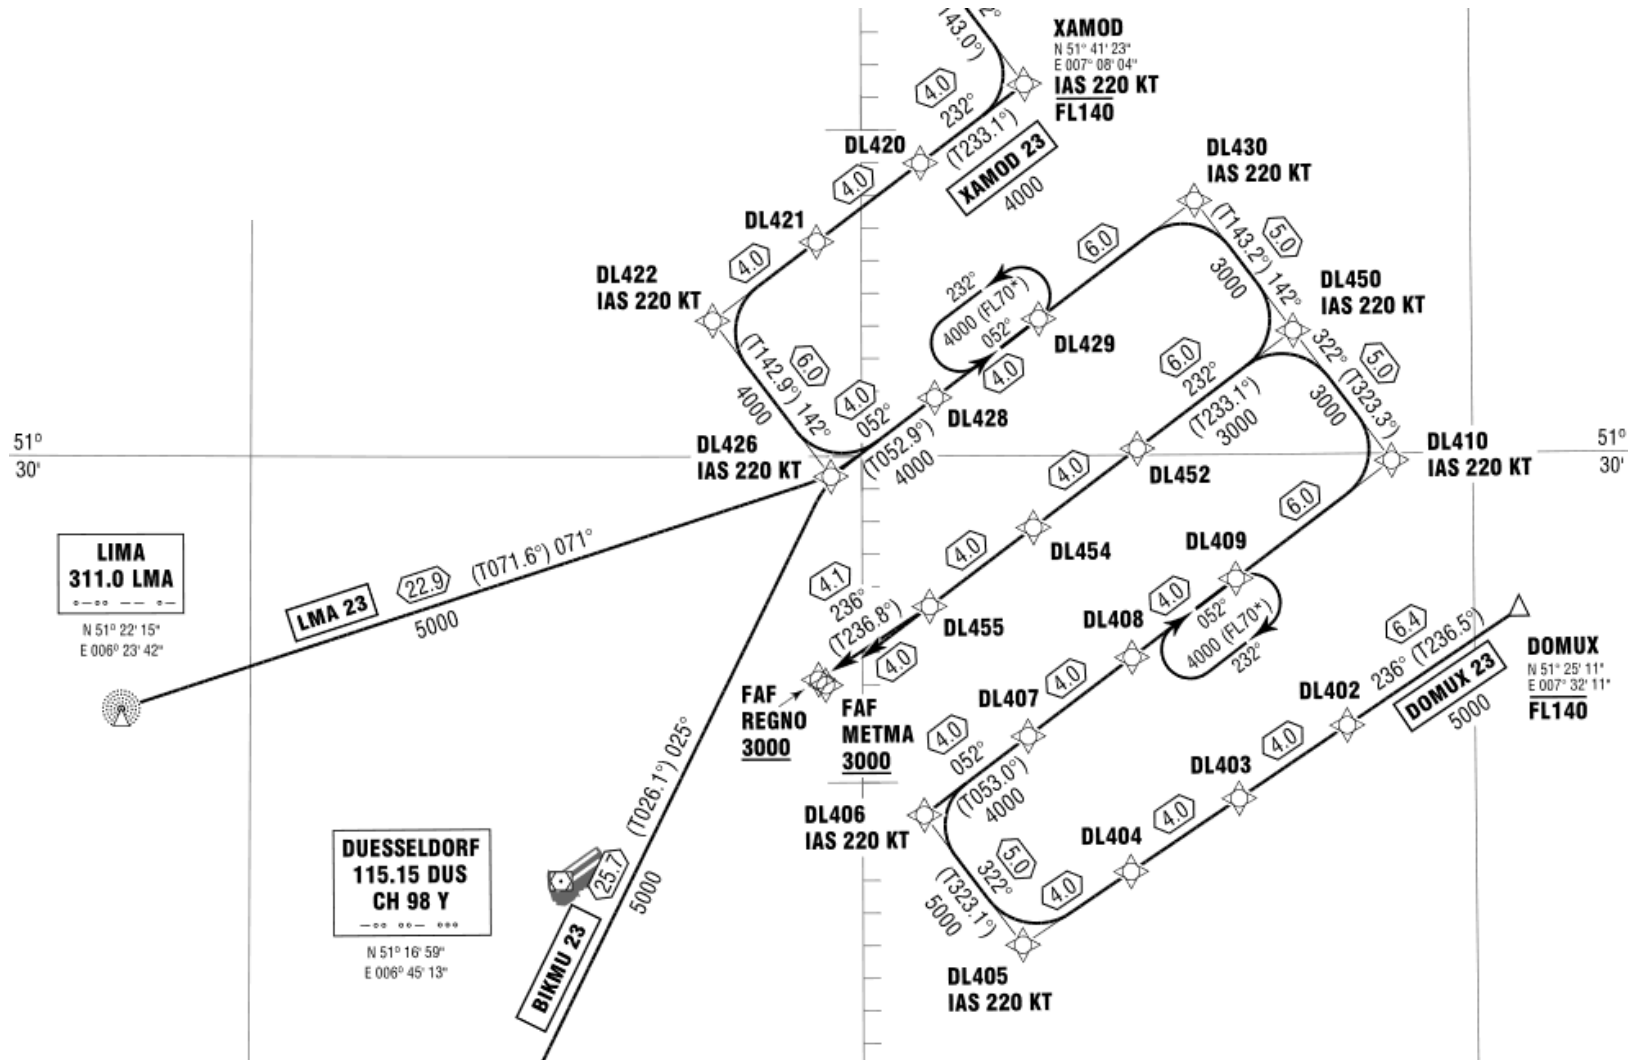 2°
143.0°)
XAMOD
N 51° 41' 23"
E 007° 08' 04"
IAS 220 KT
FL140
4.0
232°
(T233.1°)
XAMOD 23
4000
DL420
4.0
DL421
4.0
DL422
IAS 220 KT
(T142.9°) 142°
6.0
4000
DL430
IAS 220 KT
(T143.2°) 142°
5.0
3000
6.0
232°
4000 (FL70*)
052°
DL429
4.0
DL428
4.0
052°
(T052.9°)
4000
DL426
IAS 220 KT
DL450
IAS 220 KT
322° (T323.3°)
5.0
3000
6.0
232°
(T233.1°)
3000
DL410
IAS 220 KT
51°
30'
51°
30'
DL452
4.0
DL454
4.0
DL455
4.1
236°
(T236.8°)
4.0
FAF
REGNO
3000
FAF
METMA
3000
6.0
DL409
052°
4000 (FL70*)
232°
4.0
DL408
4.0
DL407
4.0
052°
(T053.0°)
4000
DL406
IAS 220 KT
5.0
322°
(T323.1°)
5000
DL405
IAS 220 KT
4.0
DL404
4.0
DL403
4.0
DL402
6.4
236° (T236.5°)
DOMUX 23
5000
DOMUX
N 51° 25' 11"
E 007° 32' 11"
FL140
LIMA
311.0 LMA
N 51° 22' 15"
E 006° 23' 42"
LMA 23
22.9
(T071.6°) 071°
5000
DUESSELDORF
115.15 DUS
CH 98 Y
N 51° 16' 59"
E 006° 45' 13"
BIKMU 23
25.7
(T026.1°) 025°
5000